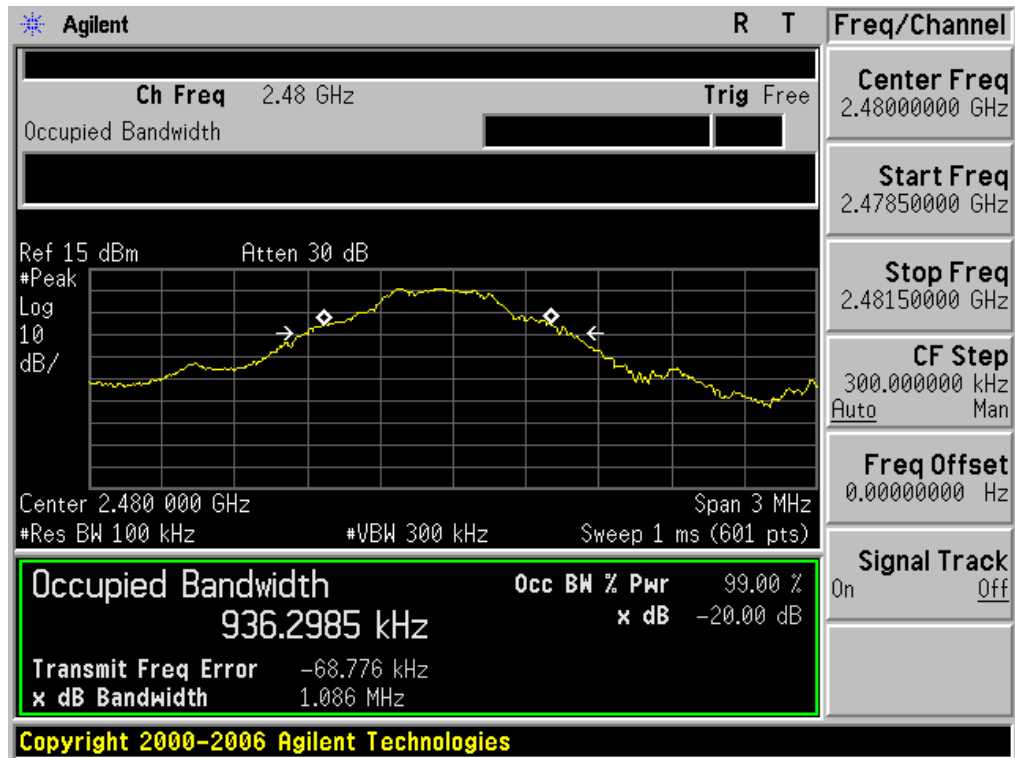 Agilent R T
Freq/Channel
Ch Freq 2.48 GHz Trig Free
Occupied Bandwidth
Center Freq
2.48000000 GHz
Start Freq
2.47850000 GHz
Stop Freq
2.48150000 GHz
CF Step
300.000000 kHz
Auto Man
Freq Offset
0.00000000 Hz
Signal Track
On Off
Ref 15 dBm Atten 30 dB
#Peak
Log
10
dB/
Center 2.480 000 GHz Span 3 MHz
#Res BW 100 kHz #VBW 300 kHz Sweep 1 ms (601 pts)
Occupied Bandwidth Occ BW % Pwr 99.00 %
936.2985 kHz x dB -20.00 dB
Transmit Freq Error -68.776 kHz
x dB Bandwidth 1.086 MHz
Copyright 2000-2006 Agilent Technologies